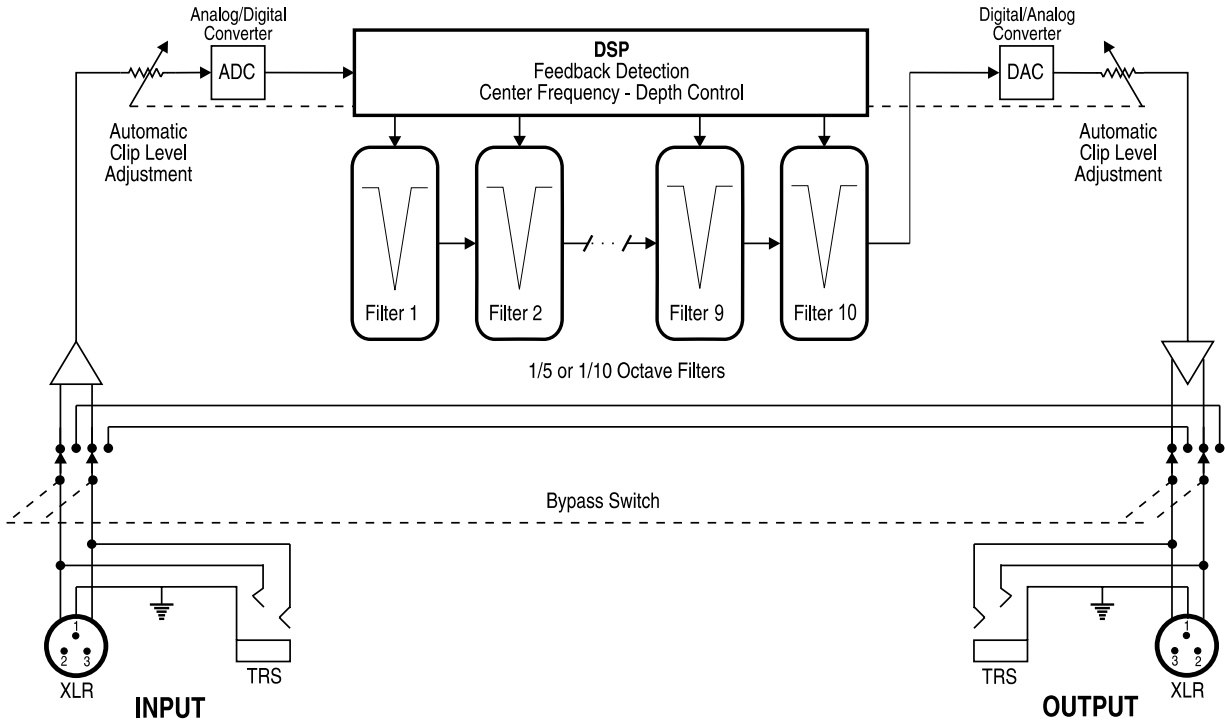 Analog/Digital
Converter
ADC
DSP
Feedback Detection
Center Frequency - Depth Control
Digital/Analog
Converter
DAC
Automatic
Clip Level
Adjustment
Automatic
Clip Level
Adjustment
Filter 1
Filter 2
· · ·
Filter 9
Filter 10
1/5 or 1/10 Octave Filters
Bypass Switch
1
2 3
XLR
TRS
INPUT
TRS
1
3 2
XLR
OUTPUT